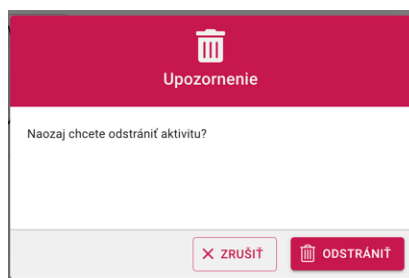 Upozornenie
Naozaj chcete odstrániť aktivitu?
ZRUŠIŤ
ODSTRÁNIŤ